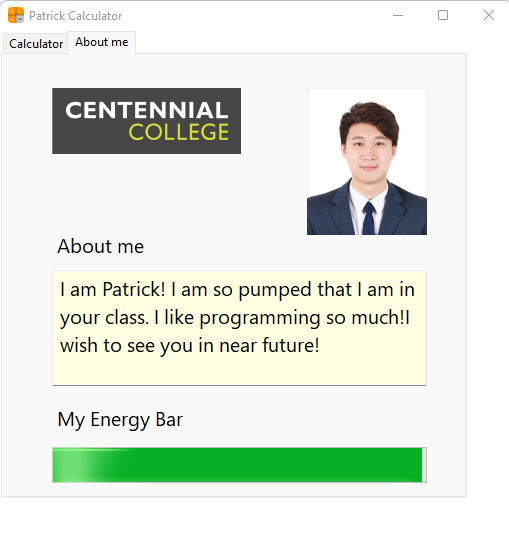 Patrick Calculator
Calculator
About me
CENTENNIAL
COLLEGE
About me
I am Patrick! I am so pumped that I am in
your class. I like programming so much!I
wish to see you in near future!
My Energy Bar